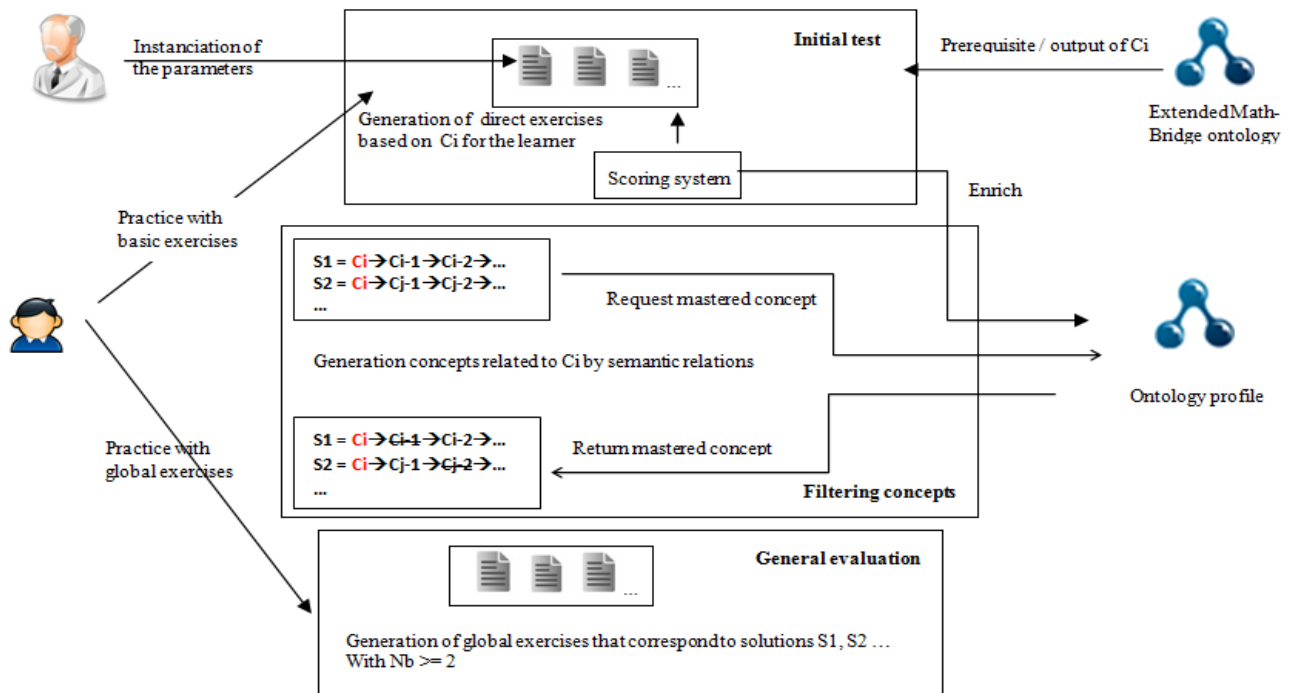 Instanciation of
the parameters
Initial test
...
Generation of direct exercises
based on Ci for the learner
Scoring system
Prerequisite / output of Ci
Extended Math-
Bridge ontology
Enrich
Practice with
basic exercises
S1 = Ci→Ci-1→Ci-2→...
S2 = Ci→Cj-1→Cj-2→...
...
Request mastered concept
Generation concepts related to Ci by semantic relations
Ontology profile
Practice with
global exercises
S1 = Ci→Ci-1→Ci-2→...
S2 = Ci→Cj-1→Cj-2→...
...
Return mastered concept
Filtering concepts
General evaluation
...
Generation of global exercises that correspond to solutions S1, S2 ...
With Nb >= 2